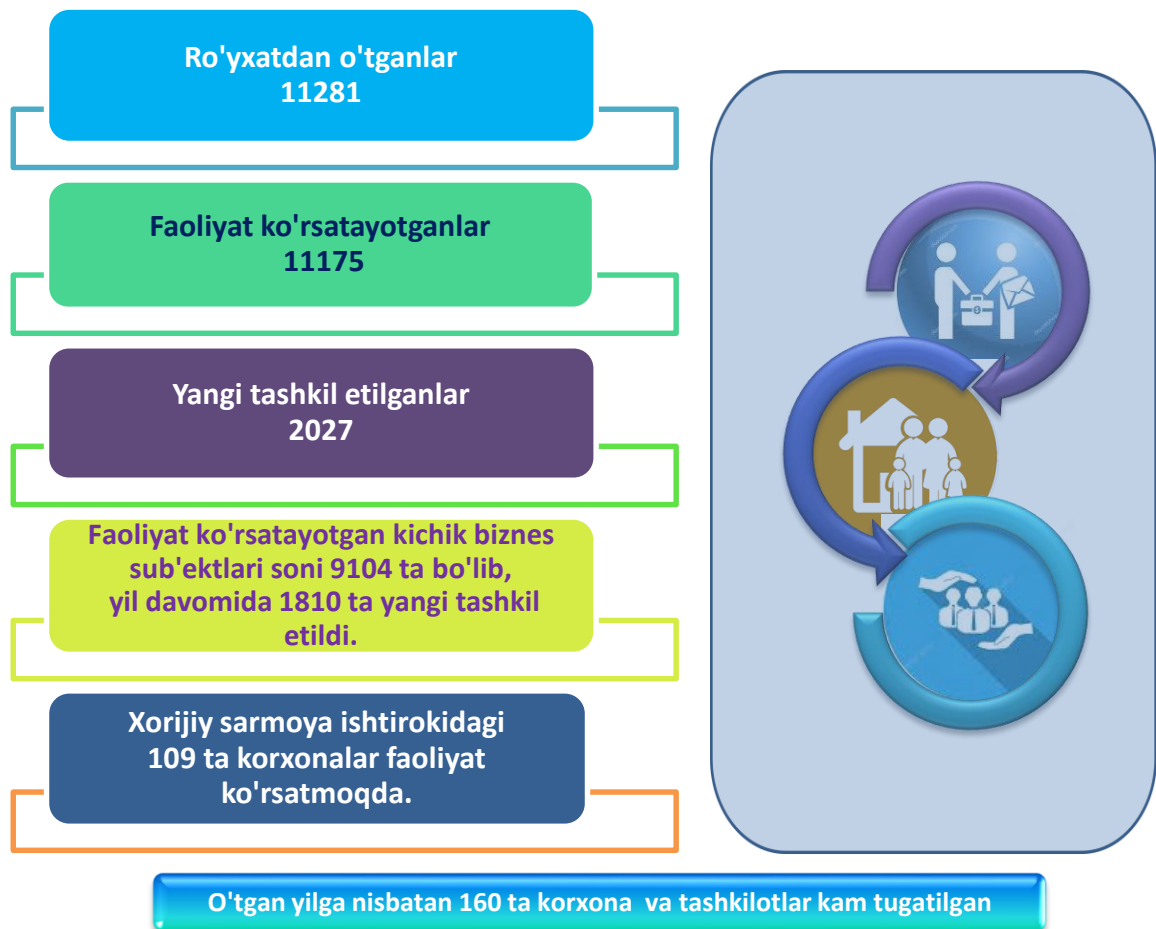 Ro'yxatdan o'tganlar
11281
Faoliyat ko'rsatayotganlar
11175
Yangi tashkil etilganlar
2027
Faoliyat ko'rsatayotgan kichik biznes
sub'ektlari soni 9104 ta bo'lib,
yil davomida 1810 ta yangi tashkil
etildi.
Xorijiy sarmoya ishtirokidagi
109 ta korxonalar faoliyat
ko'rsatmoqda.
O'tgan yilga nisbatan 160 ta korxona va tashkilotlar kam tugatilgan